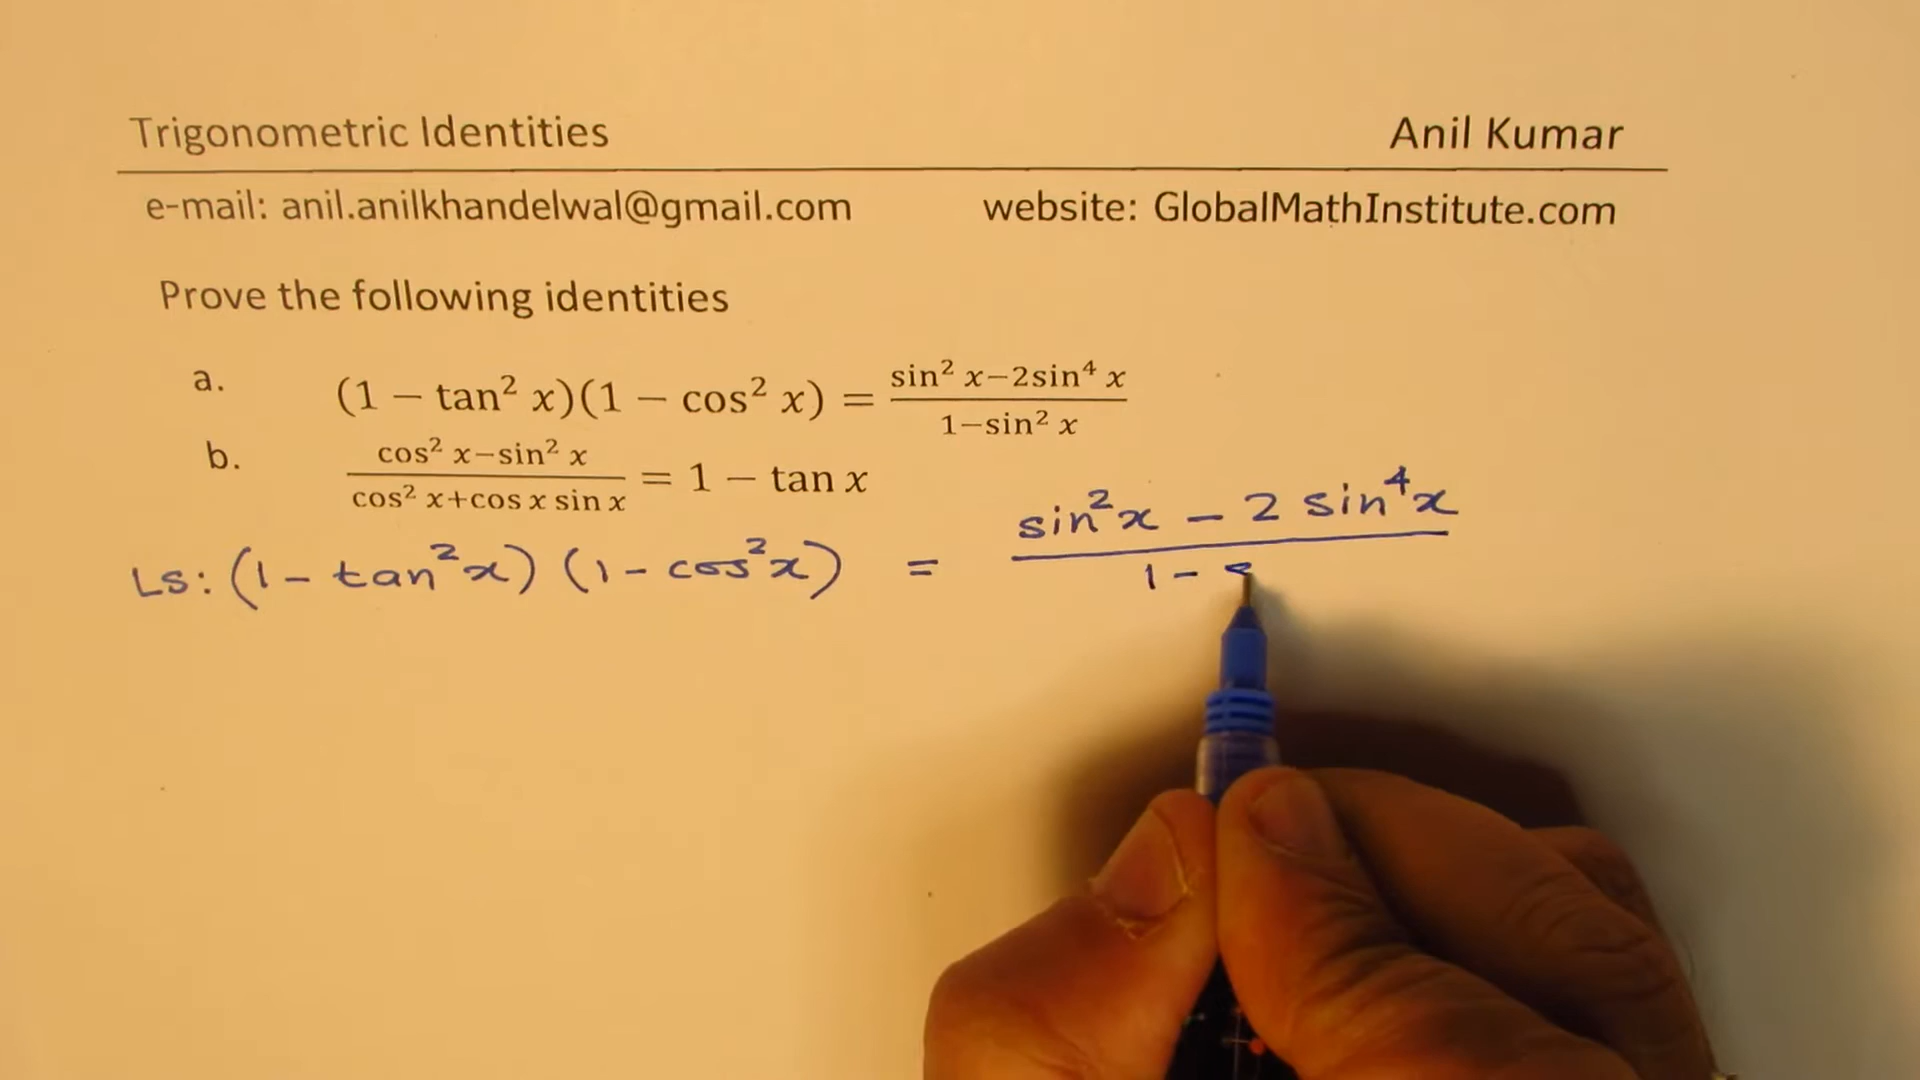 Trigonometric Identities Anil Kumar
e-mail: anil.anilkhandelwal@gmail.com website: GlobalMathInstitute.com
Prove the following identities
a. (1 − tan² x)(1 − cos² x) = (sin² x−2sin⁴ x)/(1−sin² x)
b. (cos² x−sin² x)/(cos² x+cos x sin x) = 1 − tan x
LS: (1 - tan²x) (1 - cos²x) = (sin²x - 2 sin⁴x)/(1 - s